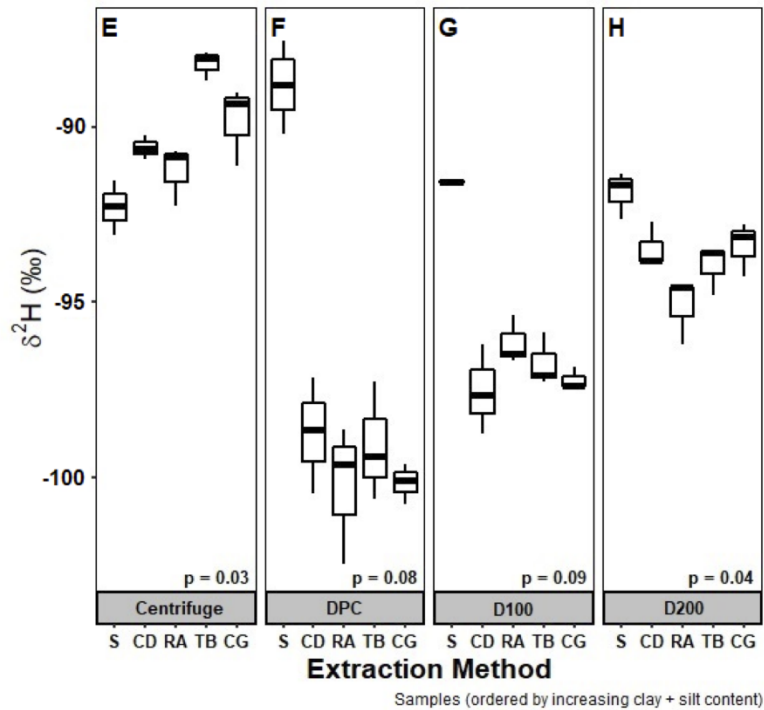 E F G H
δ²H (‰)
-90
-95
-100
p = 0.03 p = 0.08 p = 0.09 p = 0.04
Centrifuge DPC D100 D200
S CD RA TB CG S CD RA TB CG S CD RA TB CG S CD RA TB CG
Extraction Method
Samples (ordered by increasing clay + silt content)